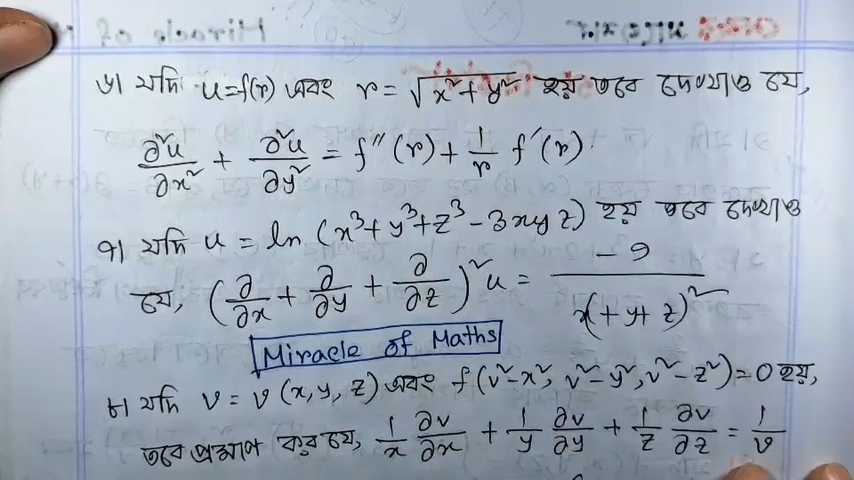 ৬। যদি u=f(r) এবং r = √x²+y² হয় তবে দেখাও যে,
∂²u/∂x² + ∂²u/∂y² = f″(r) + 1/r f′(r)
৭। যদি u = ln (x³+y³+z³-3xyz) হয় তবে দেখাও
যে, (∂/∂x + ∂/∂y + ∂/∂z)² u = -9/x(+y+z)²
Miracle of Maths
৮। যদি v = v(x,y,z) এবং f(v²-x², v²-y², v²-z²)=0 হয়,
তবে প্রমাণ কর যে, 1/x ∂v/∂x + 1/y ∂v/∂y + 1/z ∂v/∂z = 1/v